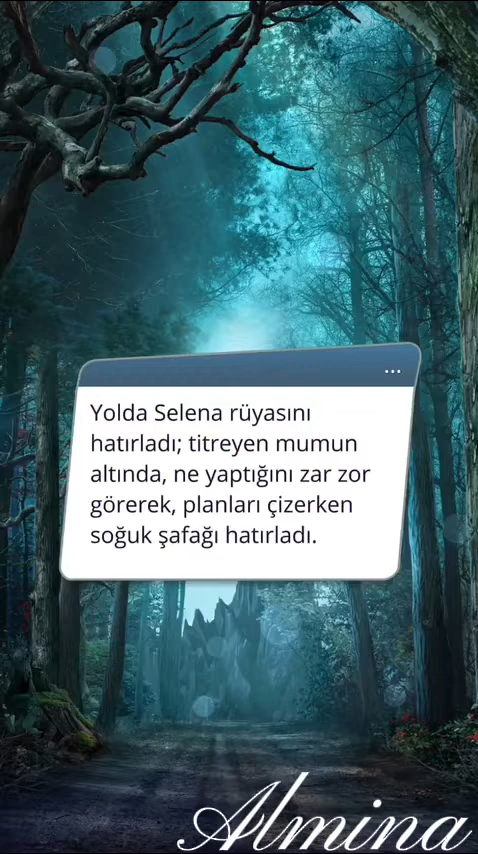 Yolda Selena rüyasını
hatırladı; titreyen mumun
altında, ne yaptığını zar zor
görerek, planları çizerken
soğuk şafağı hatırladı.
Almina